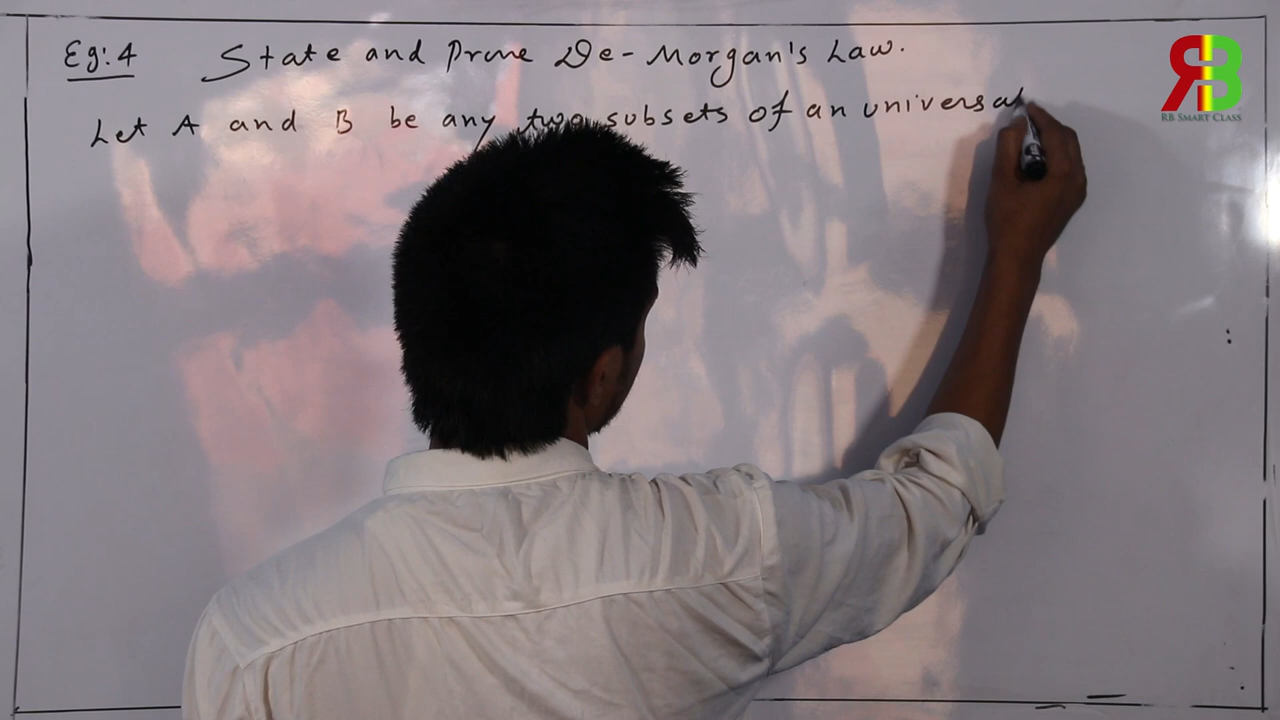 Eg:4 State and Prove De-Morgan's Law.
Let A and B be any two subsets of an universal
RB SMART CLASS